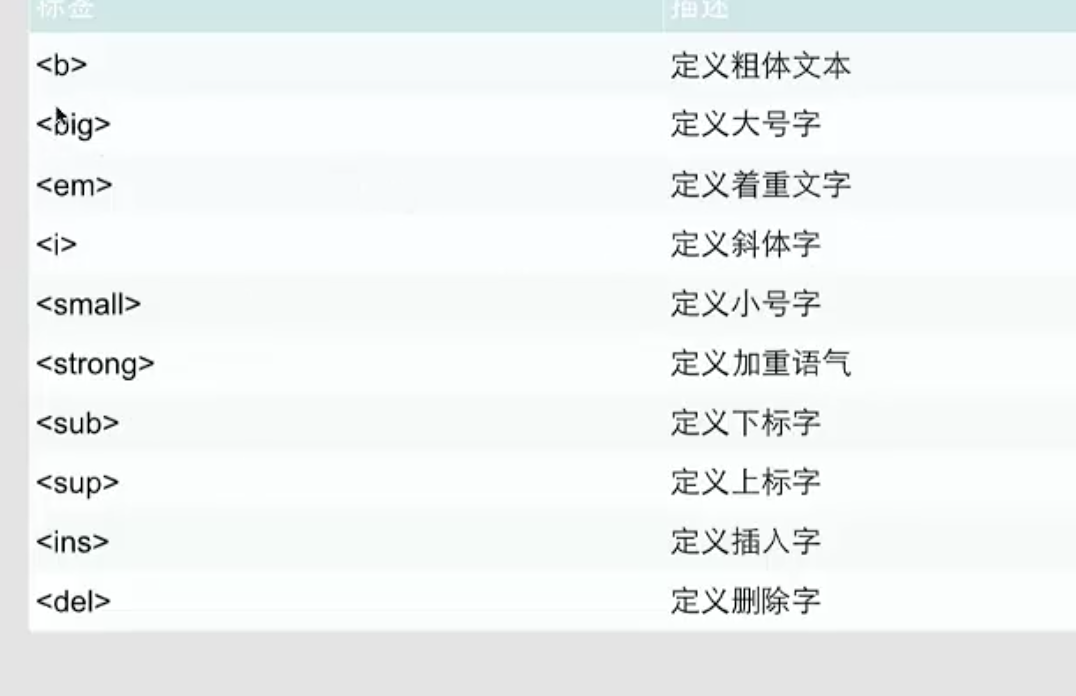 标签 描述
<b> 定义粗体文本
<big> 定义大号字
<em> 定义着重文字
<i> 定义斜体字
<small> 定义小号字
<strong> 定义加重语气
<sub> 定义下标字
<sup> 定义上标字
<ins> 定义插入字
<del> 定义删除字